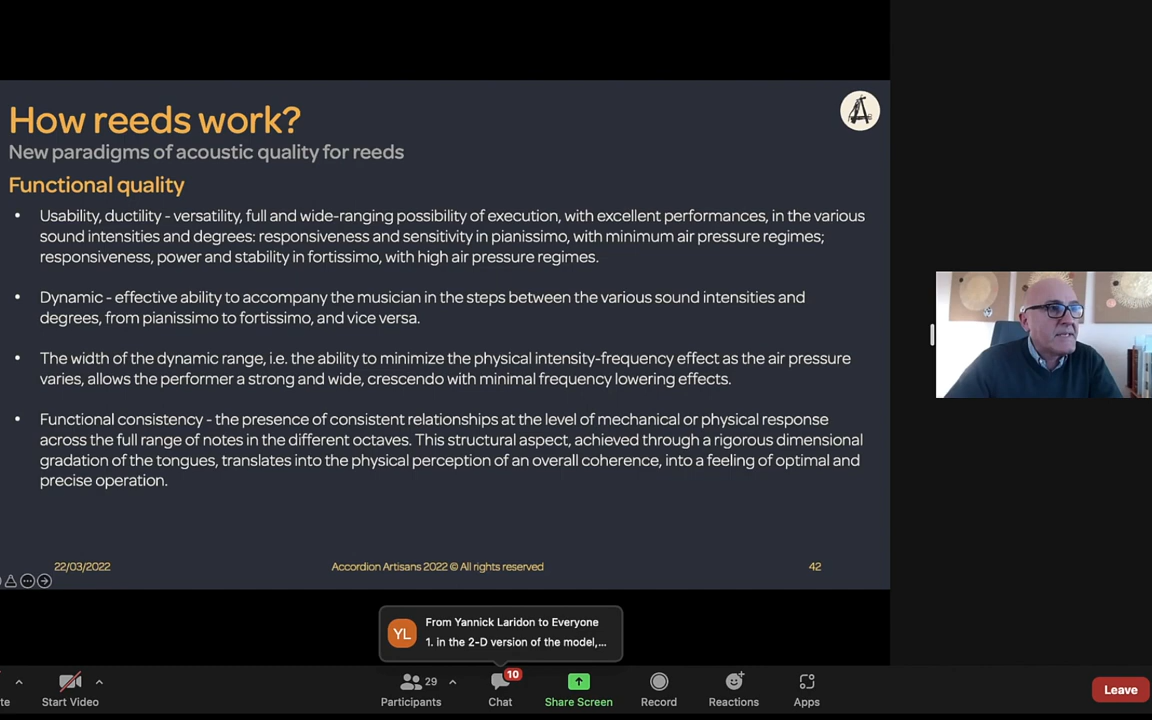 How reeds work?
New paradigms of acoustic quality for reeds
Functional quality
• Usability, ductility - versatility, full and wide-ranging possibility of execution, with excellent performances, in the various
sound intensities and degrees: responsiveness and sensitivity in pianissimo, with minimum air pressure regimes;
responsiveness, power and stability in fortissimo, with high air pressure regimes.
• Dynamic - effective ability to accompany the musician in the steps between the various sound intensities and
degrees, from pianissimo to fortissimo, and vice versa.
• The width of the dynamic range, i.e. the ability to minimize the physical intensity-frequency effect as the air pressure
varies, allows the performer a strong and wide, crescendo with minimal frequency lowering effects.
• Functional consistency - the presence of consistent relationships at the level of mechanical or physical response
across the full range of notes in the different octaves. This structural aspect, achieved through a rigorous dimensional
gradation of the tongues, translates into the physical perception of an overall coherence, into a feeling of optimal and
precise operation.
22/03/2022
Accordion Artisans 2022 © All rights reserved
42
YL
From Yannick Laridon to Everyone
1. in the 2-D version of the model,...
te
Start Video
29
Participants
10
Chat
Share Screen
Record
Reactions
Apps
Leave